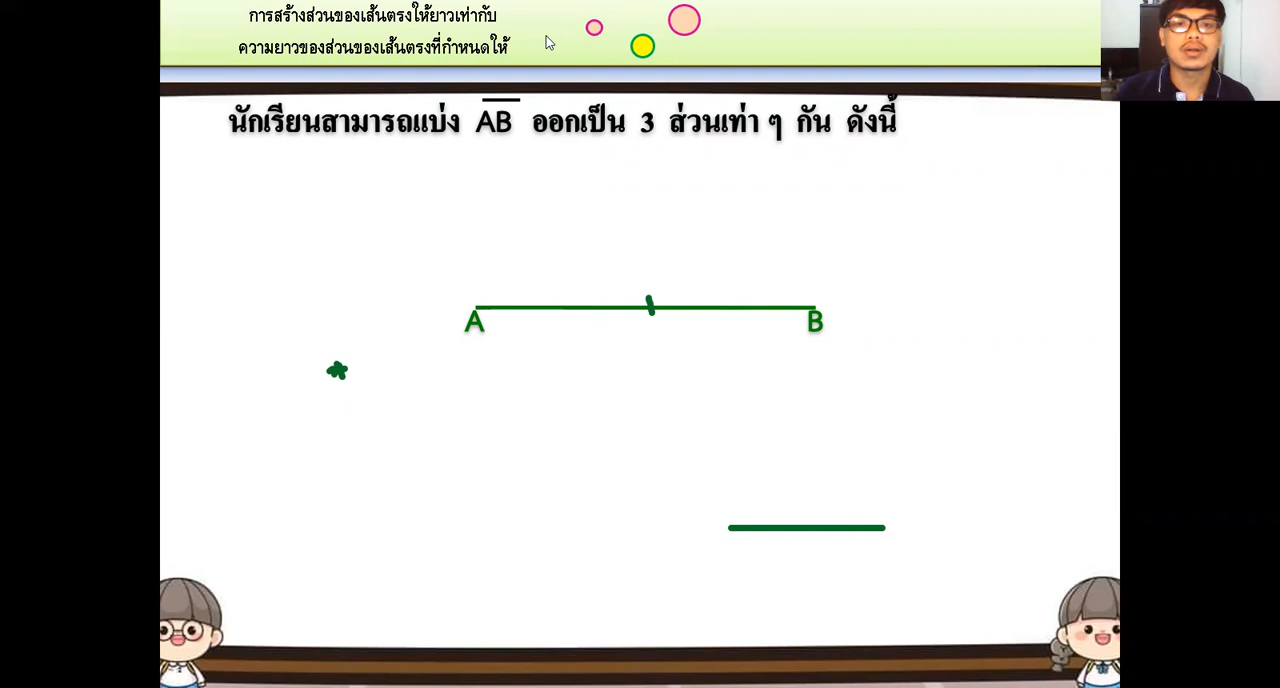 การสร้างส่วนของเส้นตรงให้ยาวเท่ากับ
ความยาวของส่วนของเส้นตรงที่กำหนดให้
นักเรียนสามารถแบ่ง AB ออกเป็น 3 ส่วนเท่า ๆ กัน ดังนี้
A B